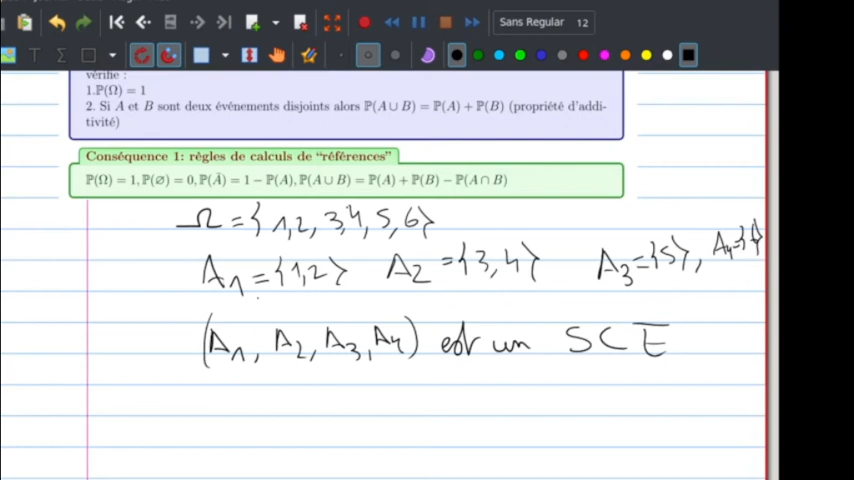 Sans Regular 12
vérifie :
1.ℙ(Ω) = 1
2. Si A et B sont deux événements disjoints alors ℙ(A ∪ B) = ℙ(A) + ℙ(B) (propriété d'addi-
tivité)
Conséquence 1: règles de calculs de "références"
ℙ(Ω) = 1, ℙ(∅) = 0, ℙ(Ā) = 1 − ℙ(A), ℙ(A ∪ B) = ℙ(A) + ℙ(B) − ℙ(A ∩ B)
Ω = {1, 2, 3, 4, 5, 6}
A₁ = {1, 2} A₂ = {3, 4} A₃ = {5}, A₄ =
(A₁, A₂, A₃, A₄) est un SCE